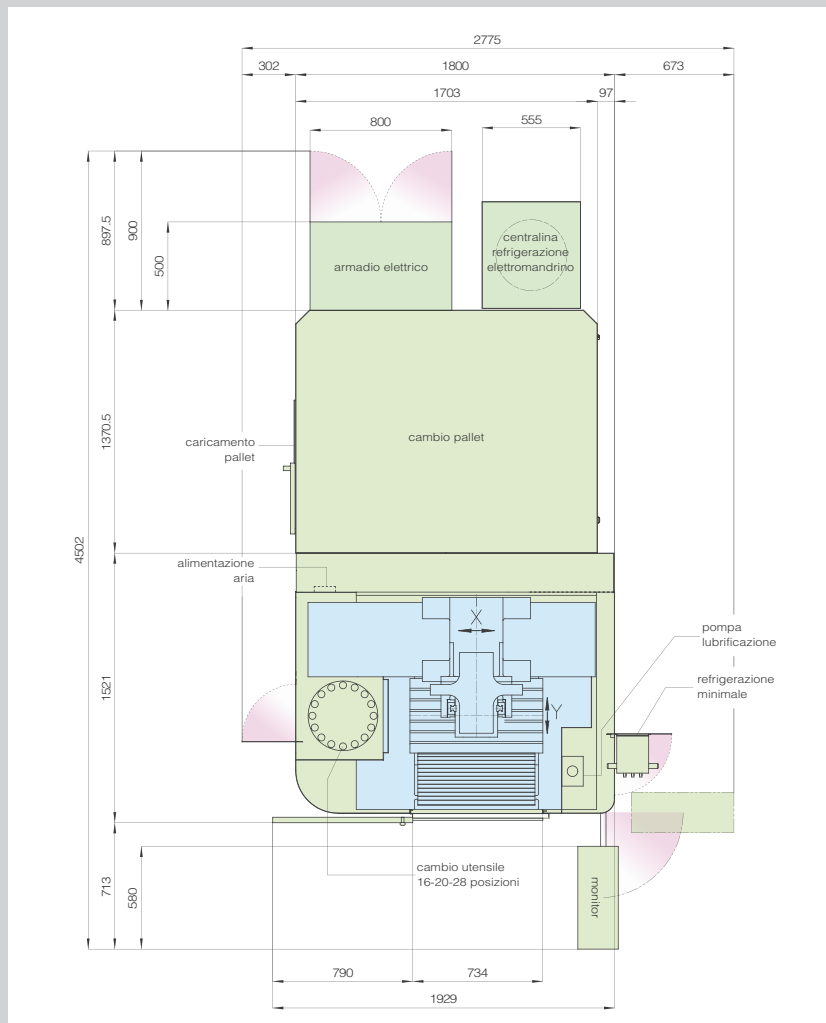 2775
302
1800
673
1703
97
800
555
897.5
900
500
centralina
refrigerazione
elettromandrino
armadio elettrico
cambio pallet
1370.5
caricamento
pallet
4502
alimentazione
aria
X
pompa
lubrificazione
refrigerazione
minimale
1521
Y
cambio utensile
16-20-28 posizioni
monitor
713
580
790
734
1929